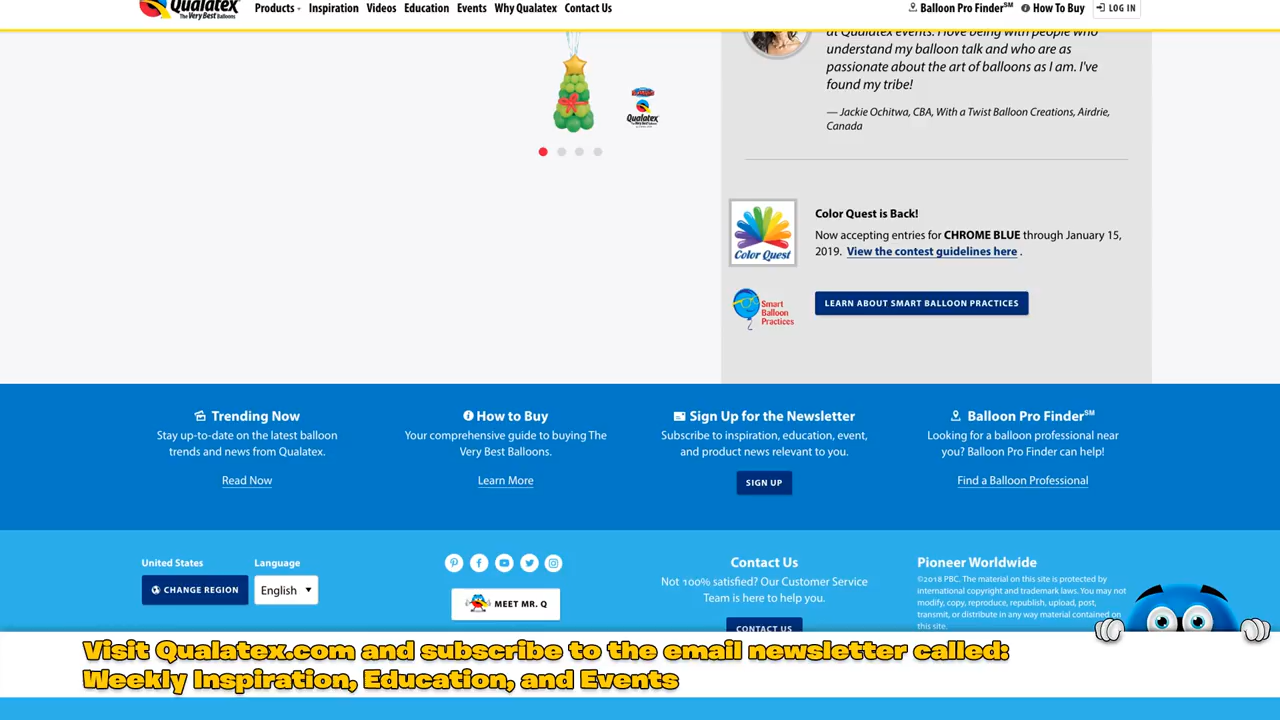 Qualatex
The Very Best Balloons
Products
Inspiration
Videos
Education
Events
Why Qualatex
Contact Us
Balloon Pro Finder℠
How To Buy
LOG IN
at Qualatex events. I love being with people who
understand my balloon talk and who are as
passionate about the art of balloons as I am. I've
found my tribe!
— Jackie Ochitwa, CBA, With a Twist Balloon Creations, Airdrie,
Canada
Qualatex
Color Quest
Color Quest is Back!
Now accepting entries for CHROME BLUE through January 15,
2019. View the contest guidelines here .
Smart
Balloon
Practices
LEARN ABOUT SMART BALLOON PRACTICES
Trending Now
Stay up-to-date on the latest balloon
trends and news from Qualatex.
Read Now
How to Buy
Your comprehensive guide to buying The
Very Best Balloons.
Learn More
Sign Up for the Newsletter
Subscribe to inspiration, education, event,
and product news relevant to you.
SIGN UP
Balloon Pro Finder℠
Looking for a balloon professional near
you? Balloon Pro Finder can help!
Find a Balloon Professional
United States
CHANGE REGION
Language
English
MEET MR. Q
Contact Us
Not 100% satisfied? Our Customer Service
Team is here to help you.
CONTACT US
Pioneer Worldwide
©2018 PBC. The material on this site is protected by
international copyright and trademark laws. You may not
modify, copy, reproduce, republish, upload, post,
transmit, or distribute in any way material contained on
this site.
Visit Qualatex.com and subscribe to the email newsletter called:
Weekly Inspiration, Education, and Events